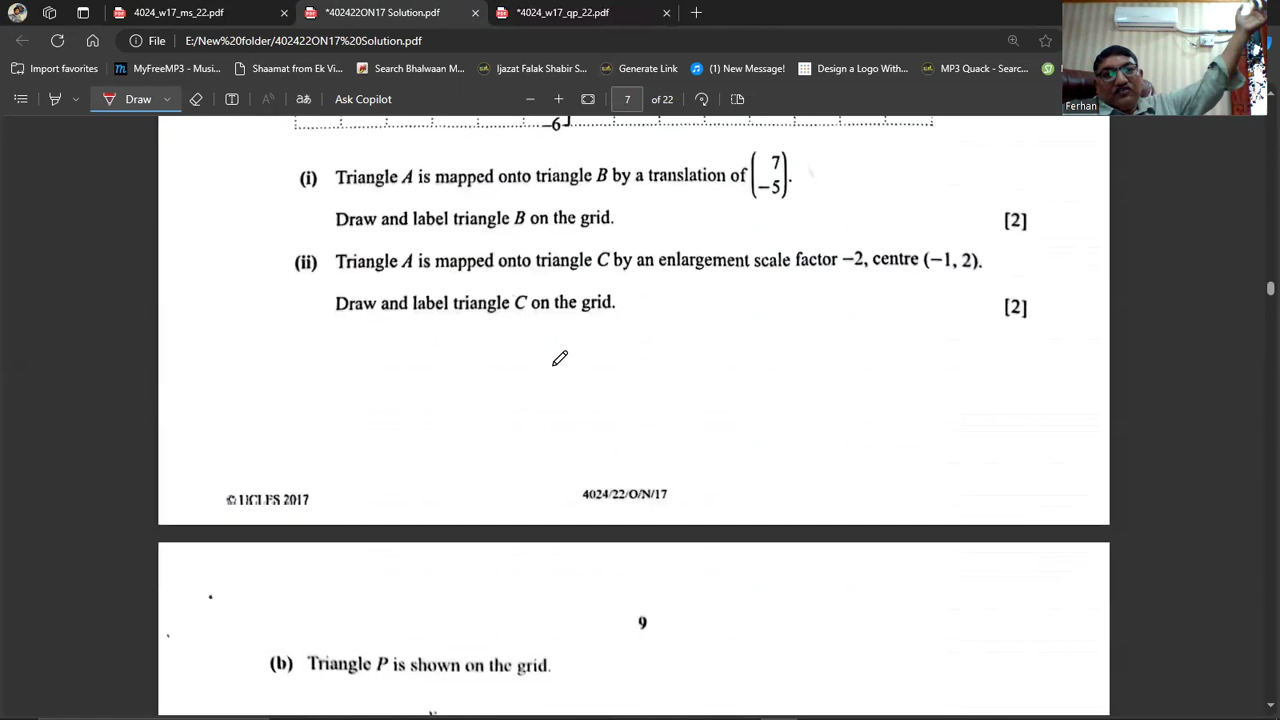 4024_w17_ms_22.pdf
*402422ON17 Solution.pdf
*4024_w17_qp_22.pdf
File
E:/New%20folder/402422ON17%20Solution.pdf
Import favorites
MyFreeMP3 - Musi...
Shaamat from Ek Vi...
Search Bhalwaan M...
Ijazat Falak Shabir S...
Generate Link
(1) New Message!
Design a Logo With...
MP3 Quack - Searc...
Draw
aあ
Ask Copilot
7 of 22
Ferhan
−6
(i) Triangle A is mapped onto triangle B by a translation of (7 −5).
Draw and label triangle B on the grid. [2]
(ii) Triangle A is mapped onto triangle C by an enlargement scale factor −2, centre (−1, 2).
Draw and label triangle C on the grid. [2]
© UCLES 2017
4024/22/O/N/17
9
(b) Triangle P is shown on the grid.